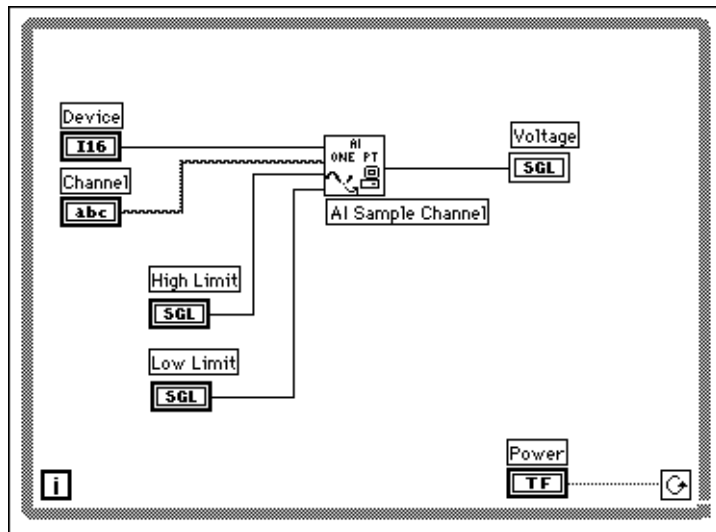 Device
I16
AI
ONE PT
Voltage
SGL
Channel
abc
AI Sample Channel
High Limit
SGL
Low Limit
SGL
Power
TF
i